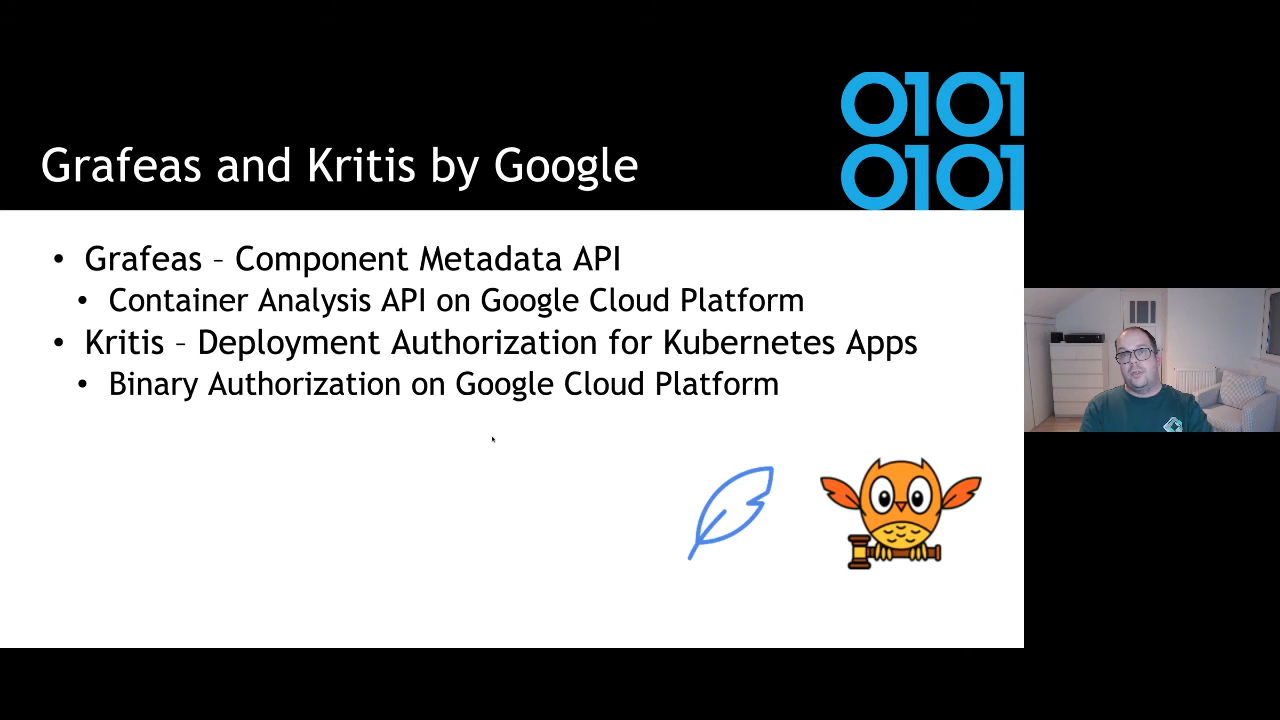 0101
0101
Grafeas and Kritis by Google
• Grafeas – Component Metadata API
• Container Analysis API on Google Cloud Platform
• Kritis – Deployment Authorization for Kubernetes Apps
• Binary Authorization on Google Cloud Platform